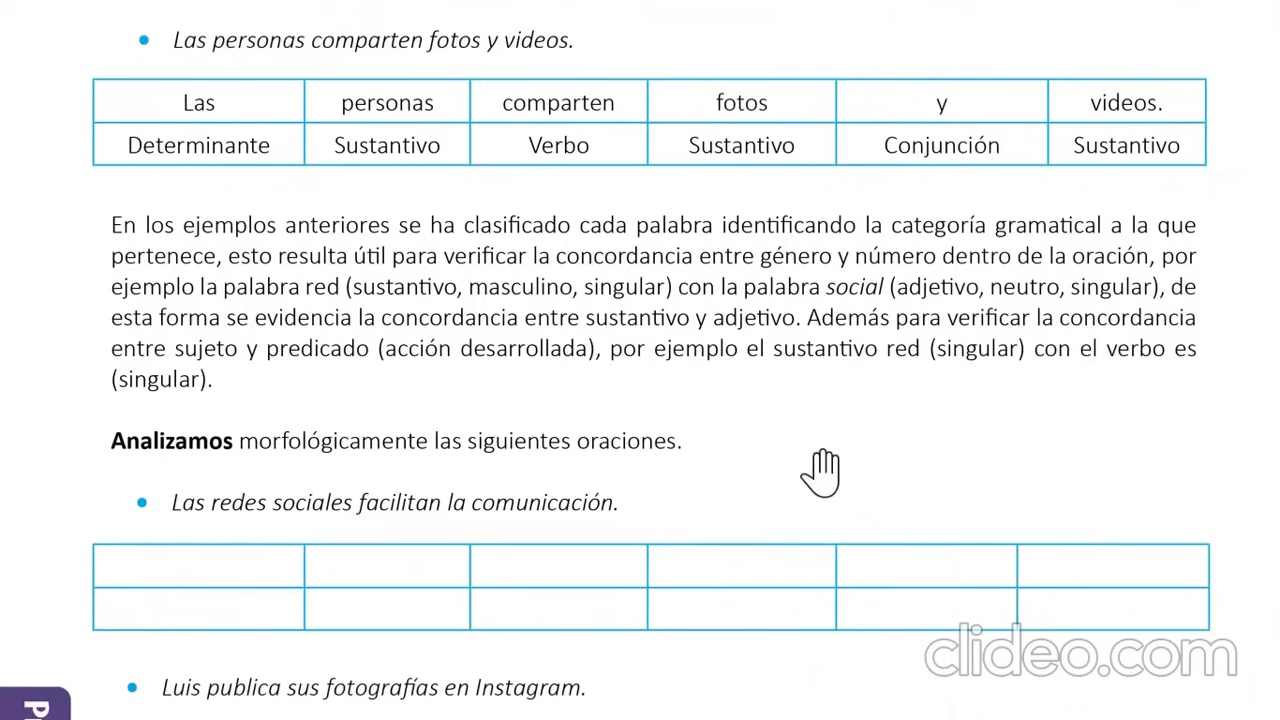 Las personas comparten fotos y videos.
Las personas comparten fotos y videos.
Determinante Sustantivo Verbo Sustantivo Conjunción Sustantivo
En los ejemplos anteriores se ha clasificado cada palabra identificando la categoría gramatical a la que
pertenece, esto resulta útil para verificar la concordancia entre género y número dentro de la oración, por
ejemplo la palabra red (sustantivo, masculino, singular) con la palabra social (adjetivo, neutro, singular), de
esta forma se evidencia la concordancia entre sustantivo y adjetivo. Además para verificar la concordancia
entre sujeto y predicado (acción desarrollada), por ejemplo el sustantivo red (singular) con el verbo es
(singular).
Analizamos morfológicamente las siguientes oraciones.
Las redes sociales facilitan la comunicación.
clideo.com
Luis publica sus fotografías en Instagram.